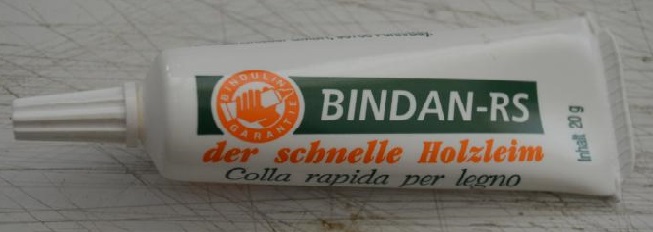 BINDULIN
GARANTIE
BINDAN-RS
der schnelle Holzleim
Colla rapida per legno
Inhalt 20 g